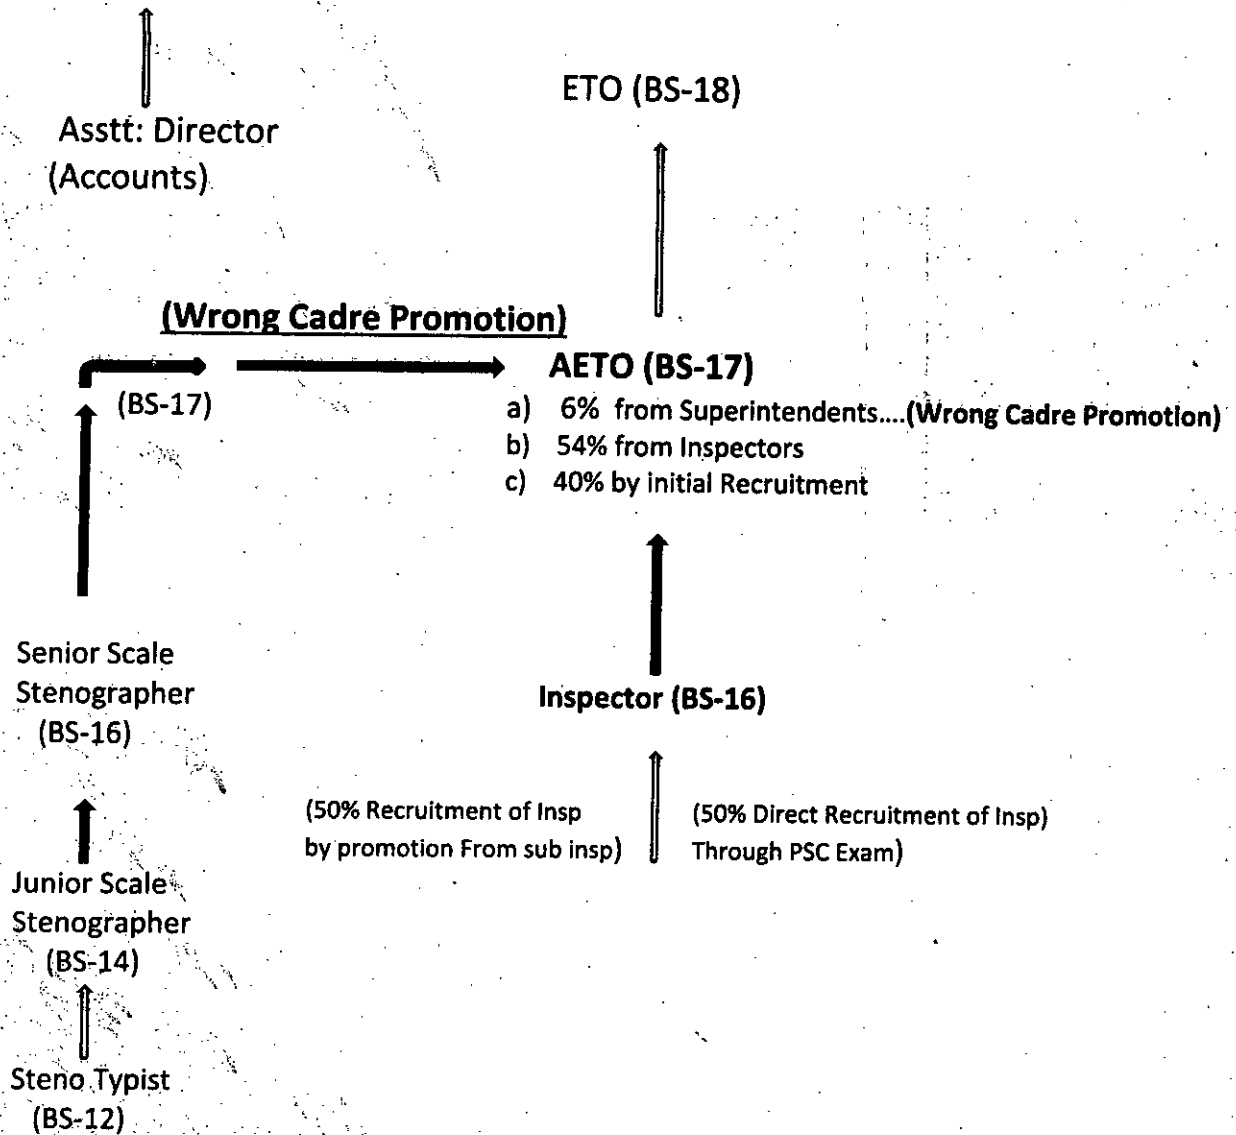 ETO (BS-18)
Asstt: Director
(Accounts)
(Wrong Cadre Promotion)
(BS-17)
AETO (BS-17)
a) 6% from Superintendents....(Wrong Cadre Promotion)
b) 54% from Inspectors
c) 40% by initial Recruitment
Senior Scale
Stenographer
(BS-16)
Inspector (BS-16)
(50% Recruitment of Insp
by promotion From sub insp)
(50% Direct Recruitment of Insp)
Through PSC Exam)
Junior Scale
Stenographer
(BS-14)
Steno Typist
(BS-12)